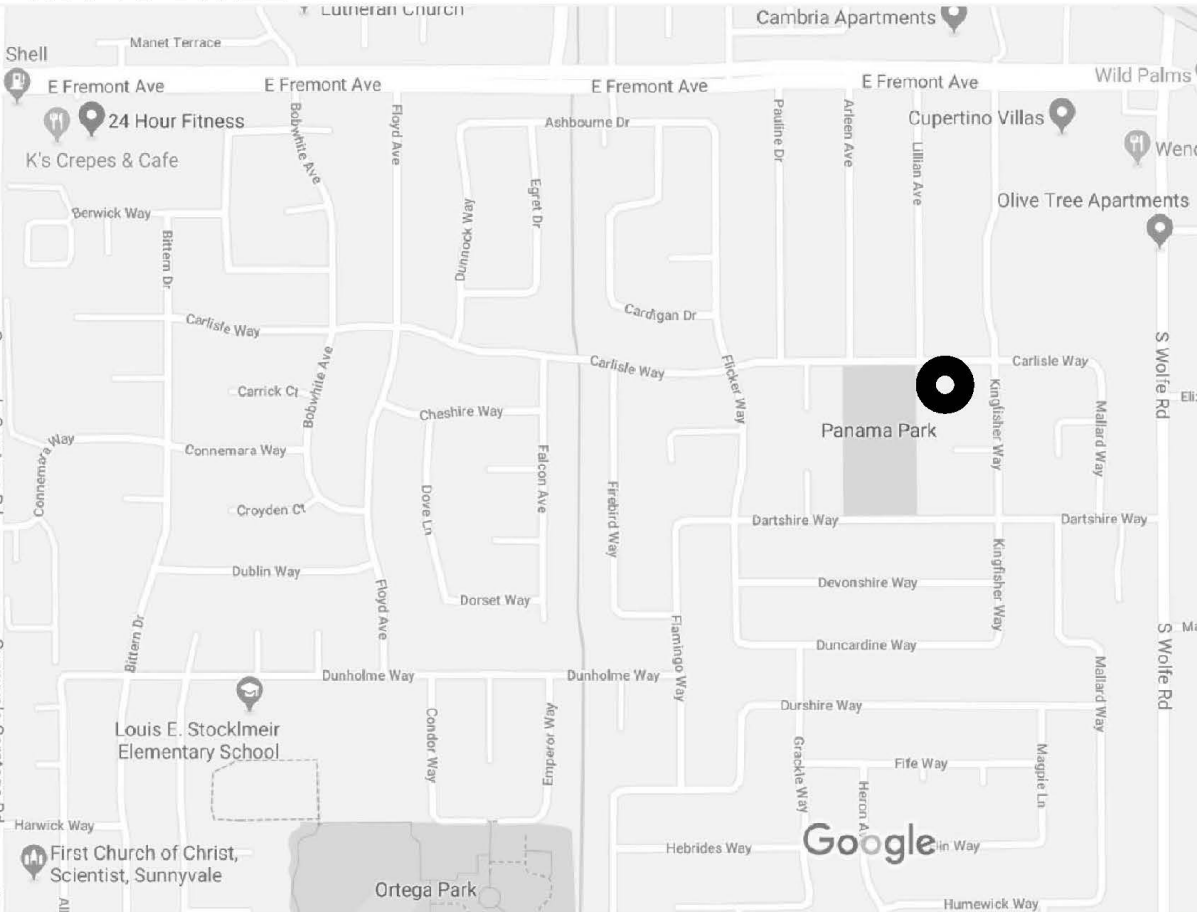 Lutheran Church
Cambria Apartments
Manet Terrace
Shell
E Fremont Ave
E Fremont Ave
E Fremont Ave
E Fremont Ave
Wild Palms
24 Hour Fitness
K's Crepes & Cafe
Bobwhite Ave
Floyd Ave
Ashbourne Dr
Pauline Dr
Arleen Ave
Lillian Ave
Cupertino Villas
Olive Tree Apartments
Berwick Way
Bittern Dr
Dunnock Way
Egret Dr
Carlisle Way
Cardigan Dr
Carlisle Way
Carlisle Way
Flicker Way
S Wolfe Rd
Carrick Ct
Bobwhite Ave
Cheshire Way
Kingfisher Way
Mallard Way
Panama Park
Connemara Way
Connemara Way
Falcon Ave
Dove Ln
Firebird Way
Croyden Ct
Dartshire Way
Dartshire Way
Dublin Way
Floyd Ave
Dorset Way
Devonshire Way
Kingfisher Way
Bittern Dr
Flamingo Way
Duncardine Way
S Wolfe Rd
Dunholme Way
Dunholme Way
Mallard Way
Louis E. Stocklmeir
Elementary School
Condor Way
Emperor Way
Durshire Way
Grackle Way
Fife Way
Magpie Ln
Heron
Harwick Way
First Church of Christ,
Scientist, Sunnyvale
Ortega Park
Hebrides Way
Google
Way
Humewick Way